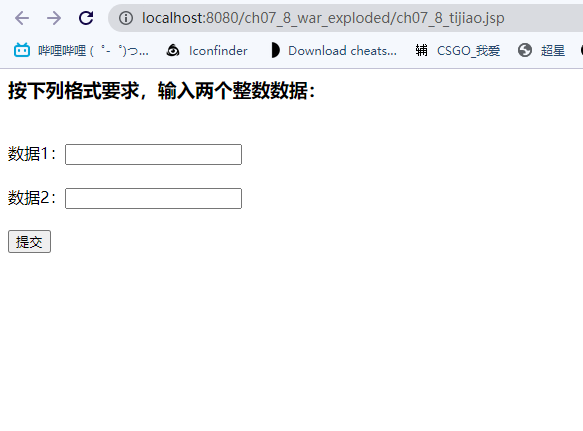 localhost:8080/ch07_8_war_exploded/ch07_8_tijiao.jsp
哔哩哔哩 (゜-゜)つ... Iconfinder Download cheats... CSGO_我爱 超星
按下列格式要求，输入两个整数数据：
数据1：
数据2：
提交